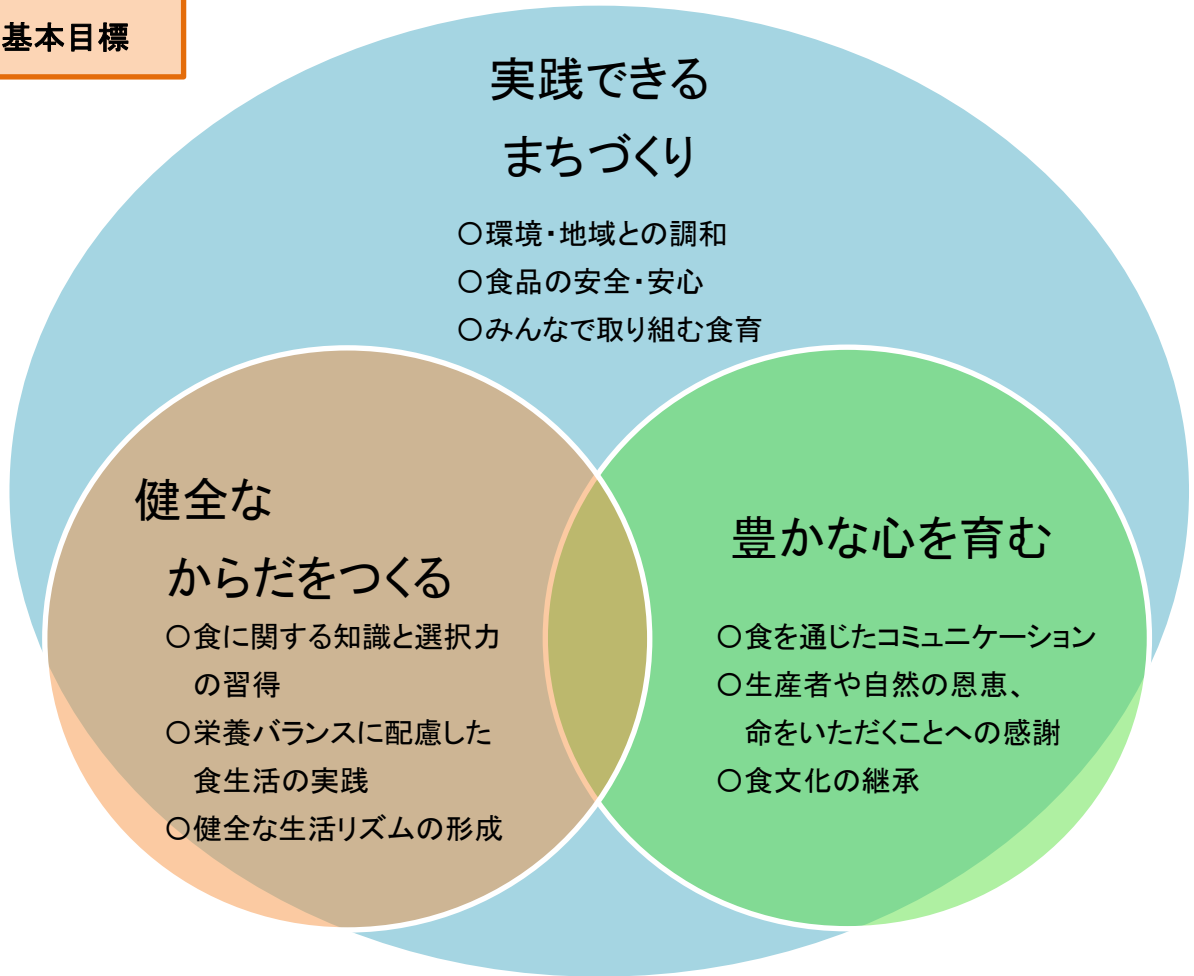 基本目標
実践できる
まちづくり
○環境・地域との調和
○食品の安全・安心
○みんなで取り組む食育
健全な
からだをつくる
○食に関する知識と選択力
の習得
○栄養バランスに配慮した
食生活の実践
○健全な生活リズムの形成
豊かな心を育む
○食を通じたコミュニケーション
○生産者や自然の恩恵、
命をいただくことへの感謝
○食文化の継承